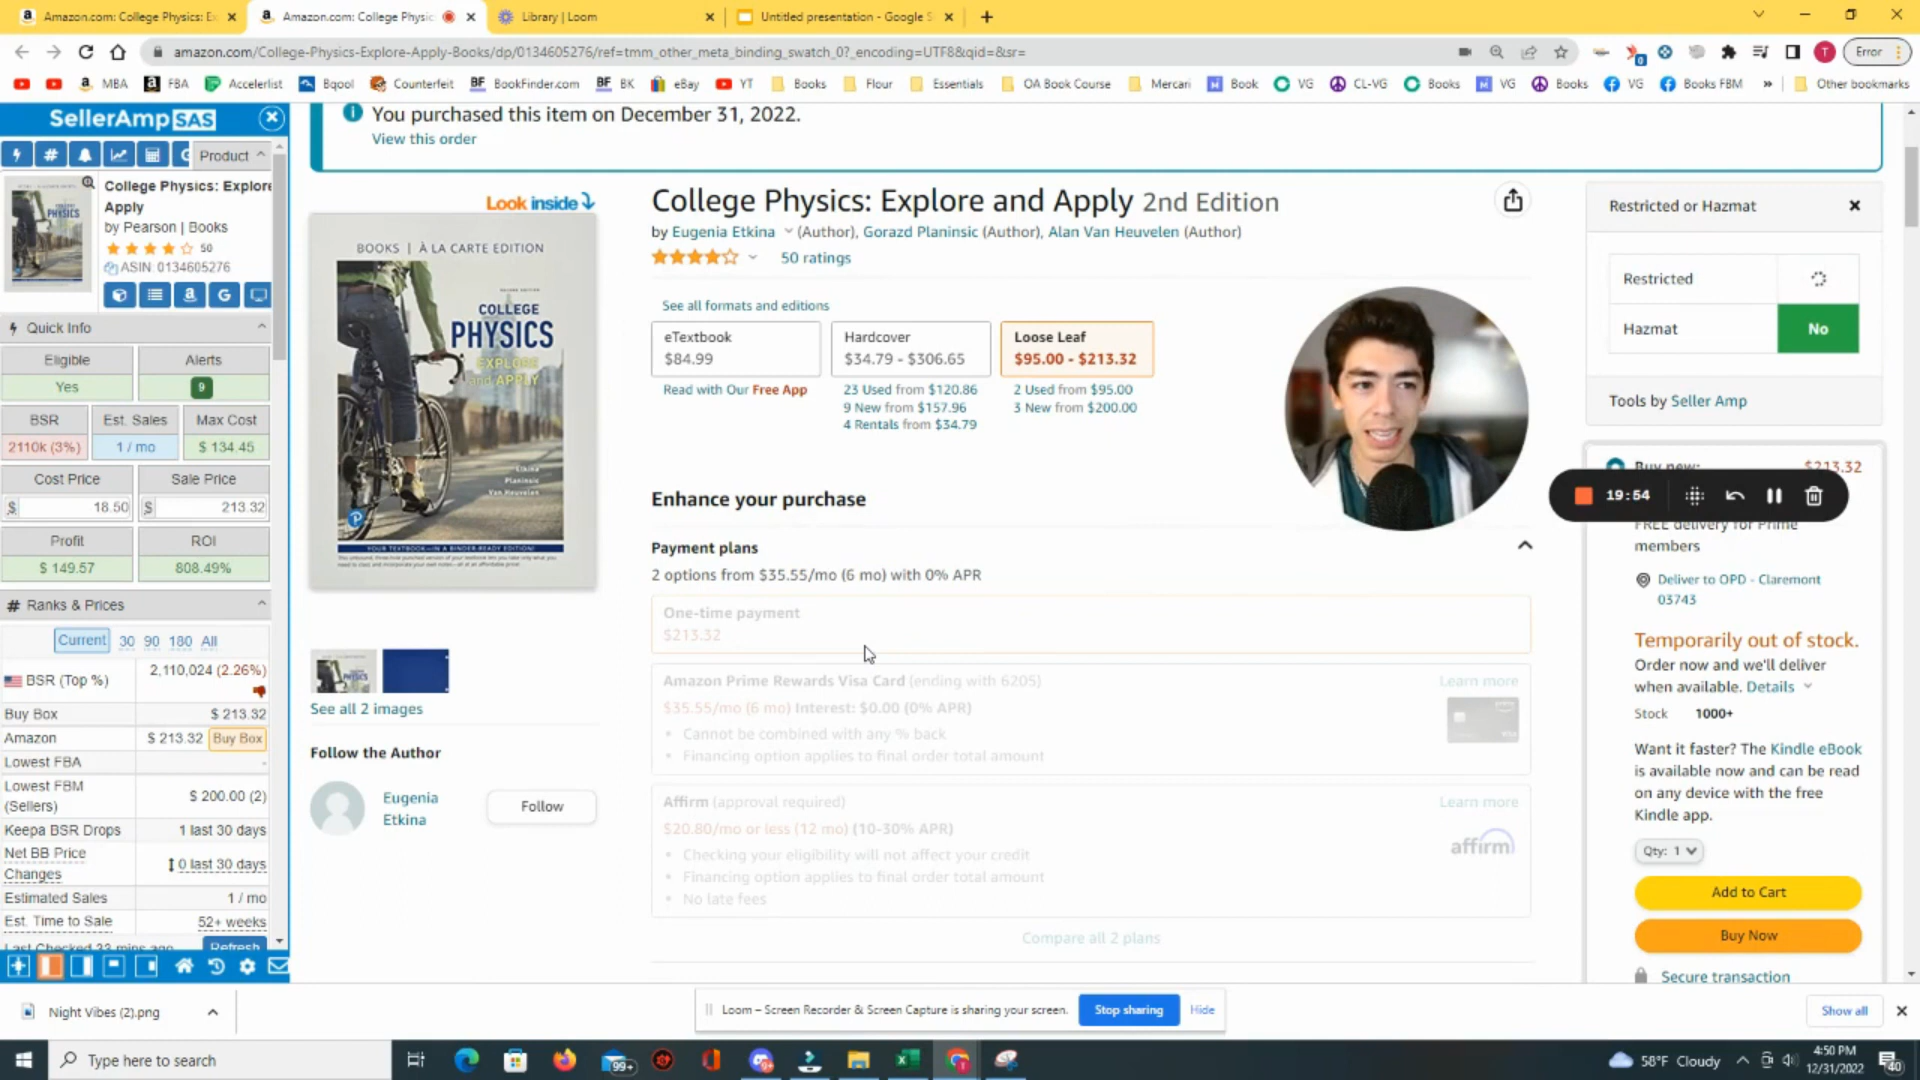 Amazon.com: College Physics: E
Amazon.com: College Physic
Library | Loom
Untitled presentation - Google S
amazon.com/College-Physics-Explore-Apply-Books/dp/0134605276/ref=tmm_other_meta_binding_swatch_0?_encoding=UTF8&qid=&sr=
Error
MBA FBA Accelerlist Bqool Counterfeit BookFinder.com BK eBay YT Books Flour Essentials OA Book Course Mercari Book VG CL-VG Books VG Books VG Books FBM » Other bookmarks
SellerAmp SAS
Product
College Physics: Explore
Apply
by Pearson | Books
50
ASIN: 0134605276
Quick Info
Eligible Alerts
Yes 9
BSR Est. Sales Max Cost
2110k (3%) 1 / mo $ 134.45
Cost Price Sale Price
$ 18.50 $ 213.32
Profit ROI
$ 149.57 808.49%
# Ranks & Prices
Current 30 90 180 All
BSR (Top %) 2,110,024 (2.26%)
Buy Box $ 213.32
Amazon $ 213.32 Buy Box
Lowest FBA -
Lowest FBM
(Sellers) $ 200.00 (2)
Keepa BSR Drops 1 last 30 days
Net BB Price
Changes 0 last 30 days
Estimated Sales 1 / mo
Est. Time to Sale 52+ weeks
Last Checked 33 mins ago Refresh
You purchased this item on December 31, 2022.
View this order
Look inside
BOOKS | À LA CARTE EDITION
SECOND EDITION
COLLEGE
PHYSICS
EXPLORE
and APPLY
Etkina
Planinsic
Van Heuvelen
YOUR TEXTBOOK—IN A BINDER-READY EDITION!
See all 2 images
Follow the Author
Eugenia
Etkina
Follow
College Physics: Explore and Apply 2nd Edition
by Eugenia Etkina (Author), Gorazd Planinsic (Author), Alan Van Heuvelen (Author)
50 ratings
See all formats and editions
eTextbook
$84.99
Read with Our Free App
Hardcover
$34.79 - $306.65
23 Used from $120.86
9 New from $157.96
4 Rentals from $34.79
Loose Leaf
$95.00 - $213.32
2 Used from $95.00
3 New from $200.00
Enhance your purchase
Payment plans
2 options from $35.55/mo (6 mo) with 0% APR
One-time payment
$213.32
Amazon Prime Rewards Visa Card (ending with 6205) Learn more
$35.55/mo (6 mo) Interest: $0.00 (0% APR)
• Cannot be combined with any % back
• Financing option applies to final order total amount
Affirm (approval required) Learn more
$20.80/mo or less (12 mo) (10-30% APR)
affirm
• Checking your eligibility will not affect your credit
• Financing option applies to final order total amount
• No late fees
Compare all 2 plans
Restricted or Hazmat
Restricted
Hazmat No
Tools by Seller Amp
Buy new: $213.32
19:54
FREE delivery for Prime
members
Deliver to OPD - Claremont
03743
Temporarily out of stock.
Order now and we'll deliver
when available. Details
Stock 1000+
Want it faster? The Kindle eBook
is available now and can be read
on any device with the free
Kindle app.
Qty: 1
Add to Cart
Buy Now
Secure transaction
Night Vibes (2).png
Loom – Screen Recorder & Screen Capture is sharing your screen.
Stop sharing
Hide
Show all
Type here to search
99+
58°F Cloudy
4:50 PM
12/31/2022
40